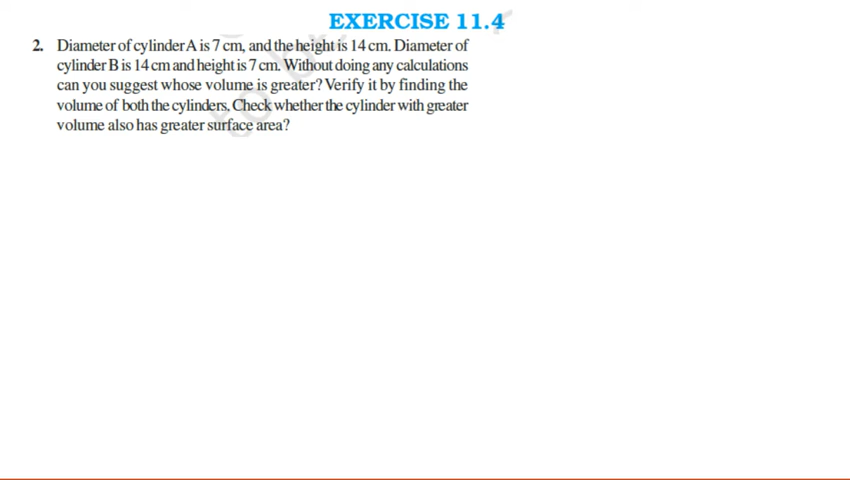 EXERCISE 11.4
2. Diameter of cylinder A is 7 cm, and the height is 14 cm. Diameter of
cylinder B is 14 cm and height is 7 cm. Without doing any calculations
can you suggest whose volume is greater? Verify it by finding the
volume of both the cylinders. Check whether the cylinder with greater
volume also has greater surface area?